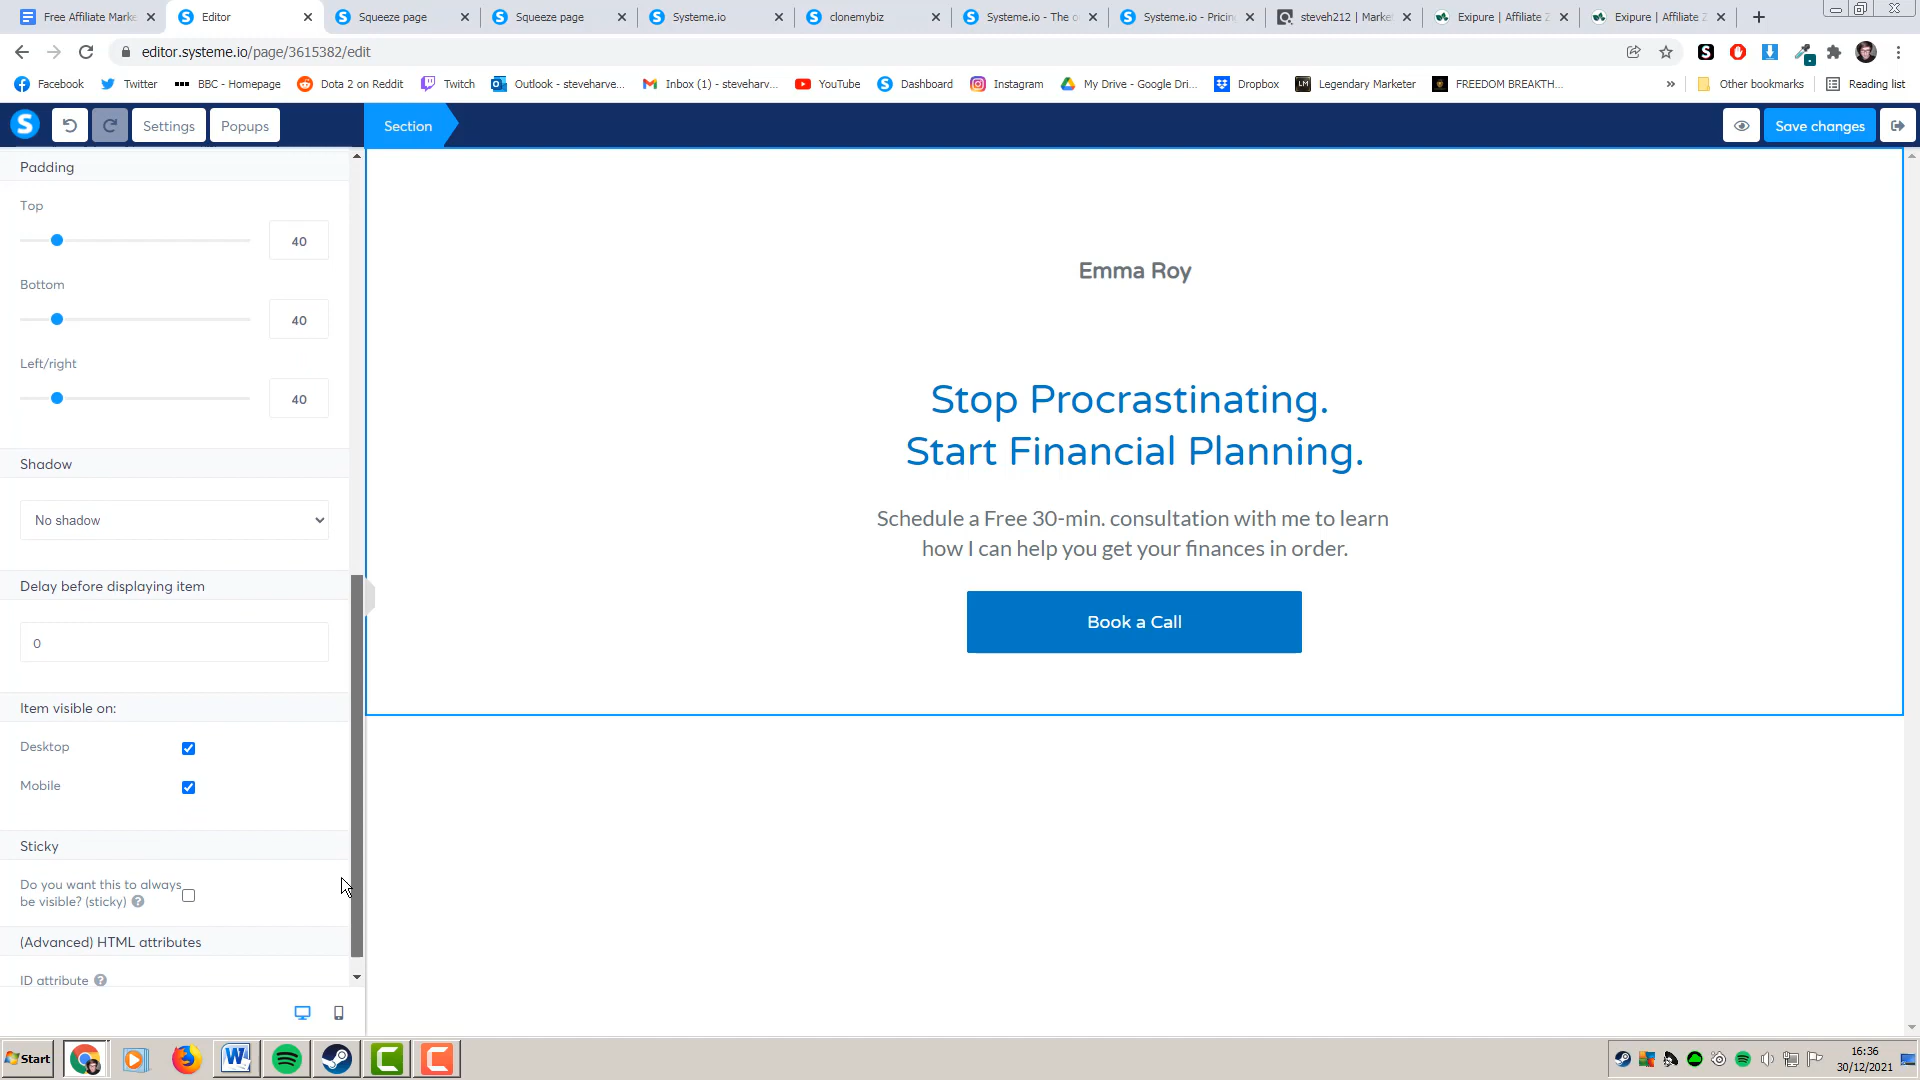 Free Affiliate Marke
Editor
Squeeze page
Squeeze page
Systeme.io
clonemybiz
Systeme.io - The o
Systeme.io - Pricin
steveh212 | Marke
Exipure | Affiliate
Exipure | Affiliate
editor.systeme.io/page/3615382/edit
Facebook
Twitter
BBC - Homepage
Dota 2 on Reddit
Twitch
Outlook - steveharve...
Inbox (1) - steveharv...
YouTube
Dashboard
Instagram
My Drive - Google Dri...
Dropbox
Legendary Marketer
FREEDOM BREAKTH...
»
Other bookmarks
Reading list
Settings
Popups
Section
Save changes
Padding
Top
40
Bottom
40
Left/right
40
Shadow
No shadow
Delay before displaying item
0
Item visible on:
Desktop
Mobile
Sticky
Do you want this to always
be visible? (sticky) ?
(Advanced) HTML attributes
ID attribute ?
Emma Roy
Stop Procrastinating.
Start Financial Planning.
Schedule a Free 30-min. consultation with me to learn
how I can help you get your finances in order.
Book a Call
Start
16:36
30/12/2021